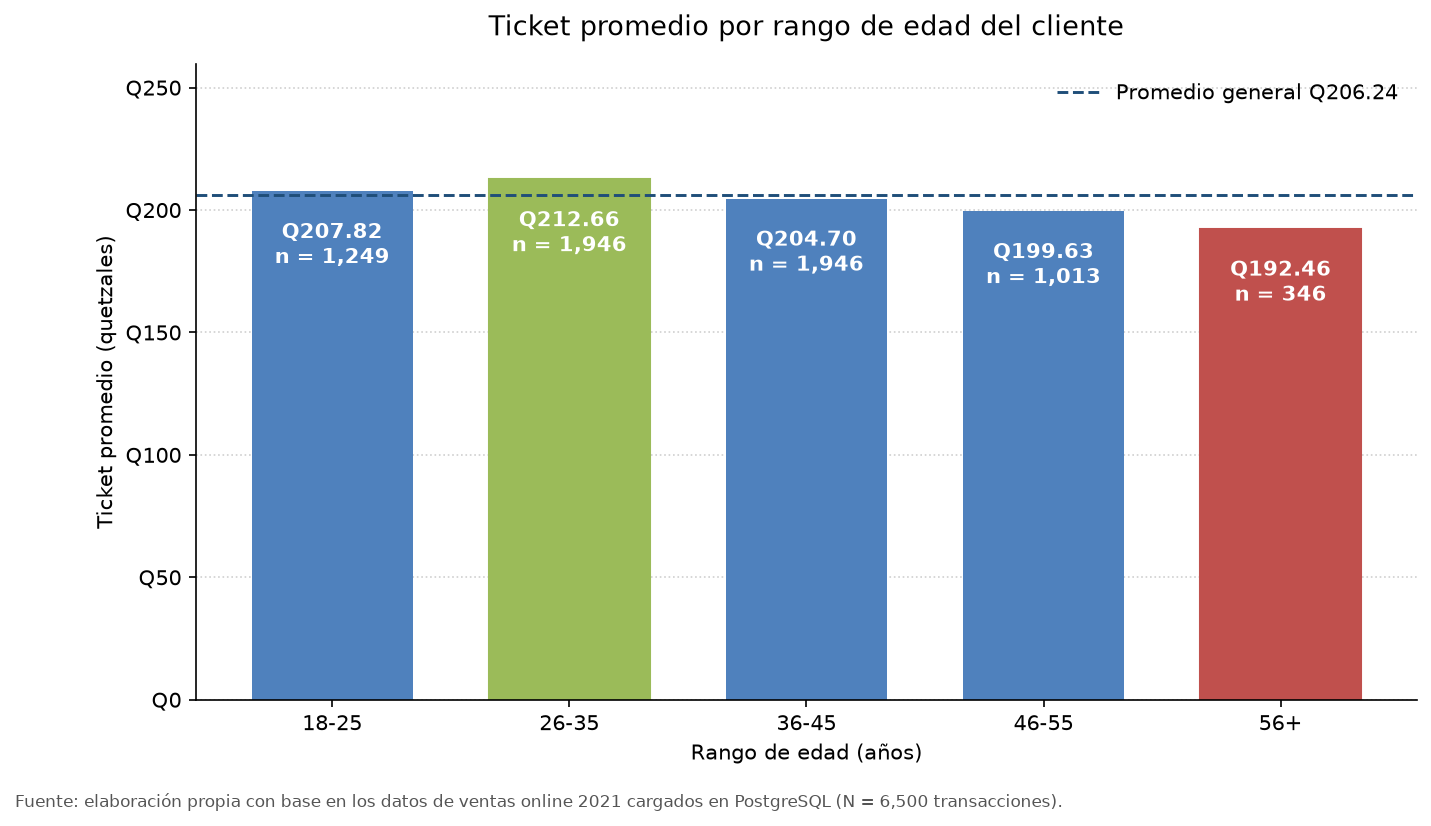 Ticket promedio por rango de edad del cliente
Ticket promedio (quetzales)
Q250
Q200
Q150
Q100
Q50
Q0
Promedio general Q206.24
Q207.82
n = 1,249
Q212.66
n = 1,946
Q204.70
n = 1,946
Q199.63
n = 1,013
Q192.46
n = 346
18-25
26-35
36-45
46-55
56+
Rango de edad (años)
Fuente: elaboración propia con base en los datos de ventas online 2021 cargados en PostgreSQL (N = 6,500 transacciones).